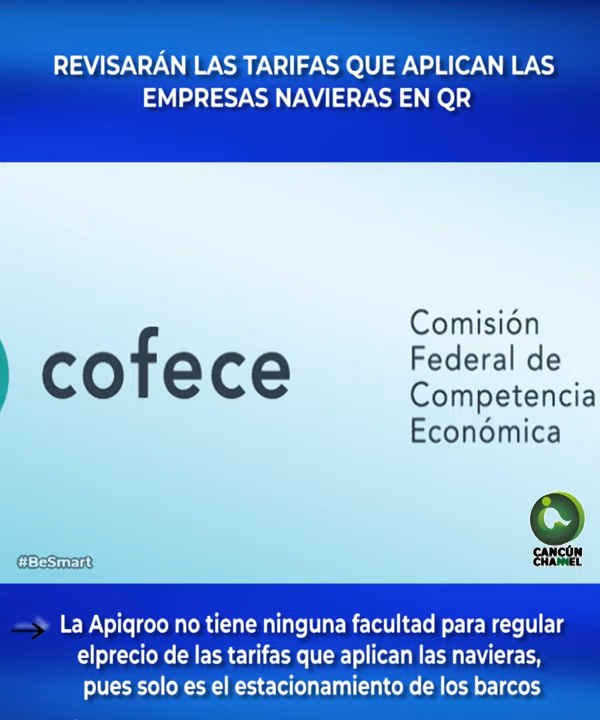 REVISARÁN LAS TARIFAS QUE APLICAN LAS
EMPRESAS NAVIERAS EN QR
cofece
Comisión
Federal de
Competencia
Económica
CANCÚN
CHANNEL
#BeSmart
La Apiqroo no tiene ninguna facultad para regular
elprecio de las tarifas que aplican las navieras,
pues solo es el estacionamiento de los barcos